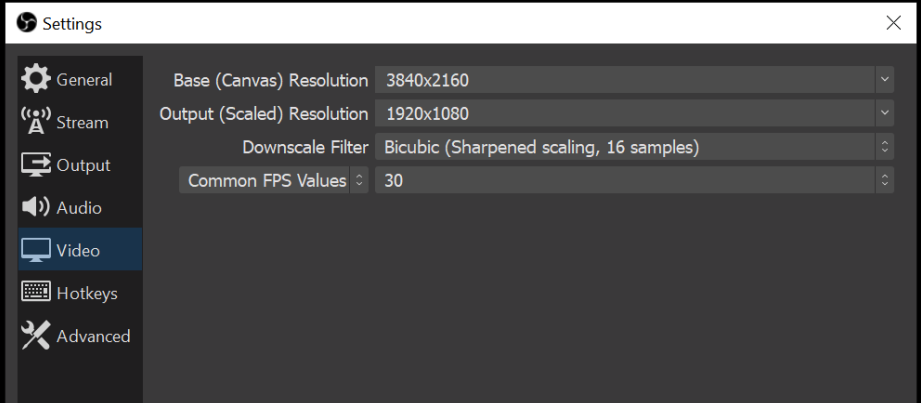 Settings
General
Stream
Output
Audio
Video
Hotkeys
Advanced
Base (Canvas) Resolution 3840x2160
Output (Scaled) Resolution 1920x1080
Downscale Filter Bicubic (Sharpened scaling, 16 samples)
Common FPS Values 30